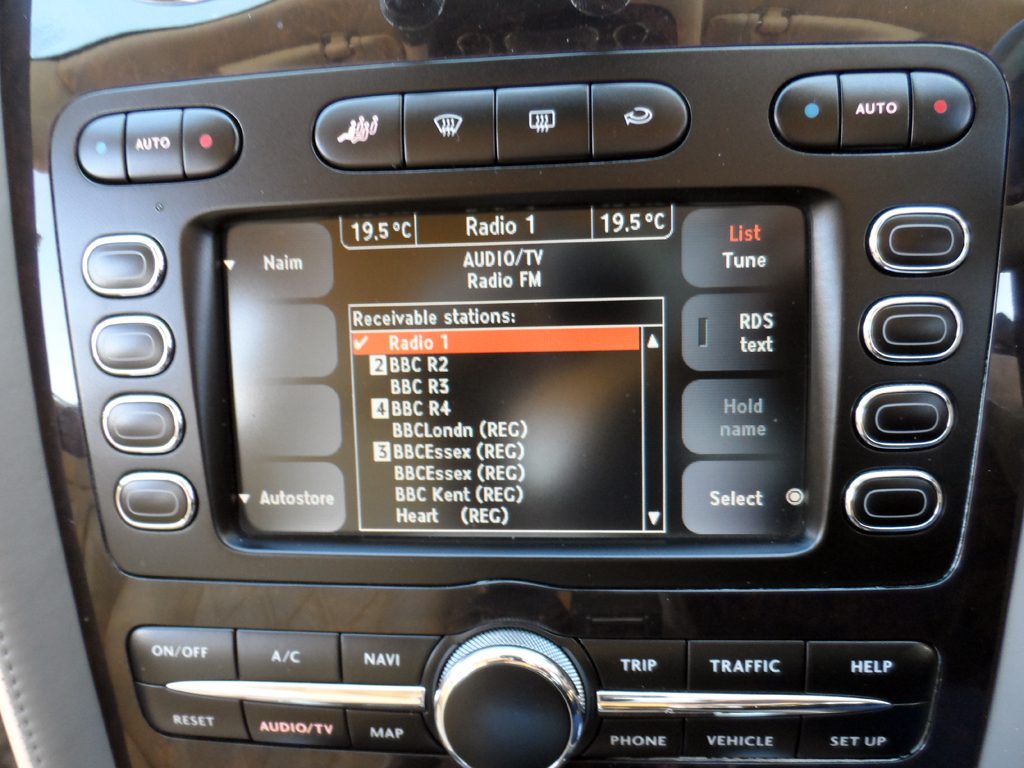 AUTO
AUTO
19.5°C Radio 1 19.5°C
AUDIO/TV
Radio FM
Naim
List
Tune
RDS
text
Hold
name
Select
Autostore
Receivable stations:
Radio 1
2 BBC R2
BBC R3
4 BBC R4
BBCLondn (REG)
3 BBCEssex (REG)
BBCEssex (REG)
BBC Kent (REG)
Heart (REG)
ON/OFF A/C NAVI TRIP TRAFFIC HELP
RESET AUDIO/TV MAP PHONE VEHICLE SET UP